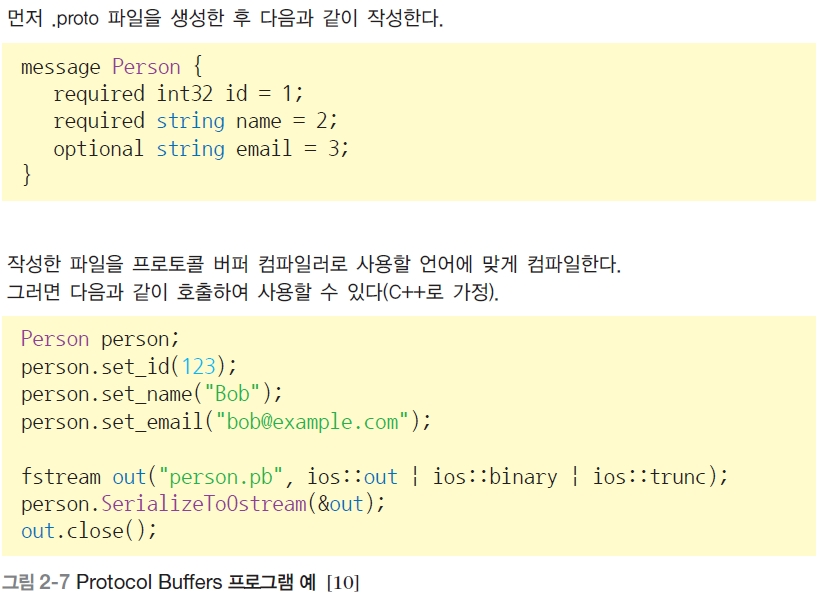 먼저 .proto 파일을 생성한 후 다음과 같이 작성한다.
message Person {
required int32 id = 1;
required string name = 2;
optional string email = 3;
}
작성한 파일을 프로토콜 버퍼 컴파일러로 사용할 언어에 맞게 컴파일한다.
그러면 다음과 같이 호출하여 사용할 수 있다(C++로 가정).
Person person;
person.set_id(123);
person.set_name("Bob");
person.set_email("bob@example.com");
fstream out("person.pb", ios::out | ios::binary | ios::trunc);
person.SerializeToOstream(&out);
out.close();
그림 2-7 Protocol Buffers 프로그램 예 [10]